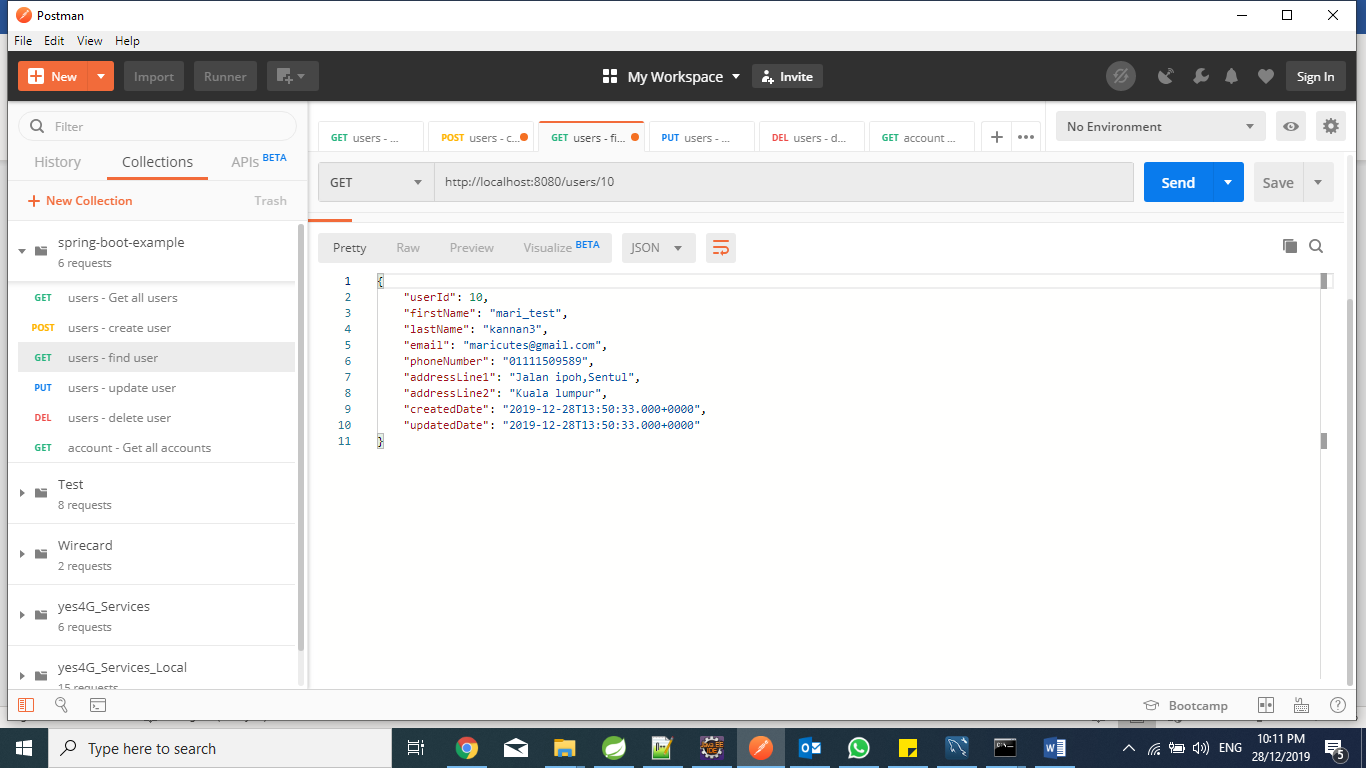 Postman
File Edit View Help
New Import Runner My Workspace Invite Sign In
Filter
History Collections APIs BETA
New Collection Trash
spring-boot-example
6 requests
GET users - Get all users
POST users - create user
GET users - find user
PUT users - update user
DEL users - delete user
GET account - Get all accounts
Test
8 requests
Wirecard
2 requests
yes4G_Services
6 requests
yes4G_Services_Local
15 requests
GET users - ... POST users - c... GET users - fi... PUT users - ... DEL users - d... GET account ... No Environment
GET http://localhost:8080/users/10 Send Save
Pretty Raw Preview Visualize BETA JSON
1 {
2 "userId": 10,
3 "firstName": "mari_test",
4 "lastName": "kannan3",
5 "email": "maricutes@gmail.com",
6 "phoneNumber": "01111509589",
7 "addressLine1": "Jalan ipoh,Sentul",
8 "addressLine2": "Kuala lumpur",
9 "createdDate": "2019-12-28T13:50:33.000+0000",
10 "updatedDate": "2019-12-28T13:50:33.000+0000"
11 }
Bootcamp
Type here to search
ENG 10:11 PM
28/12/2019
5